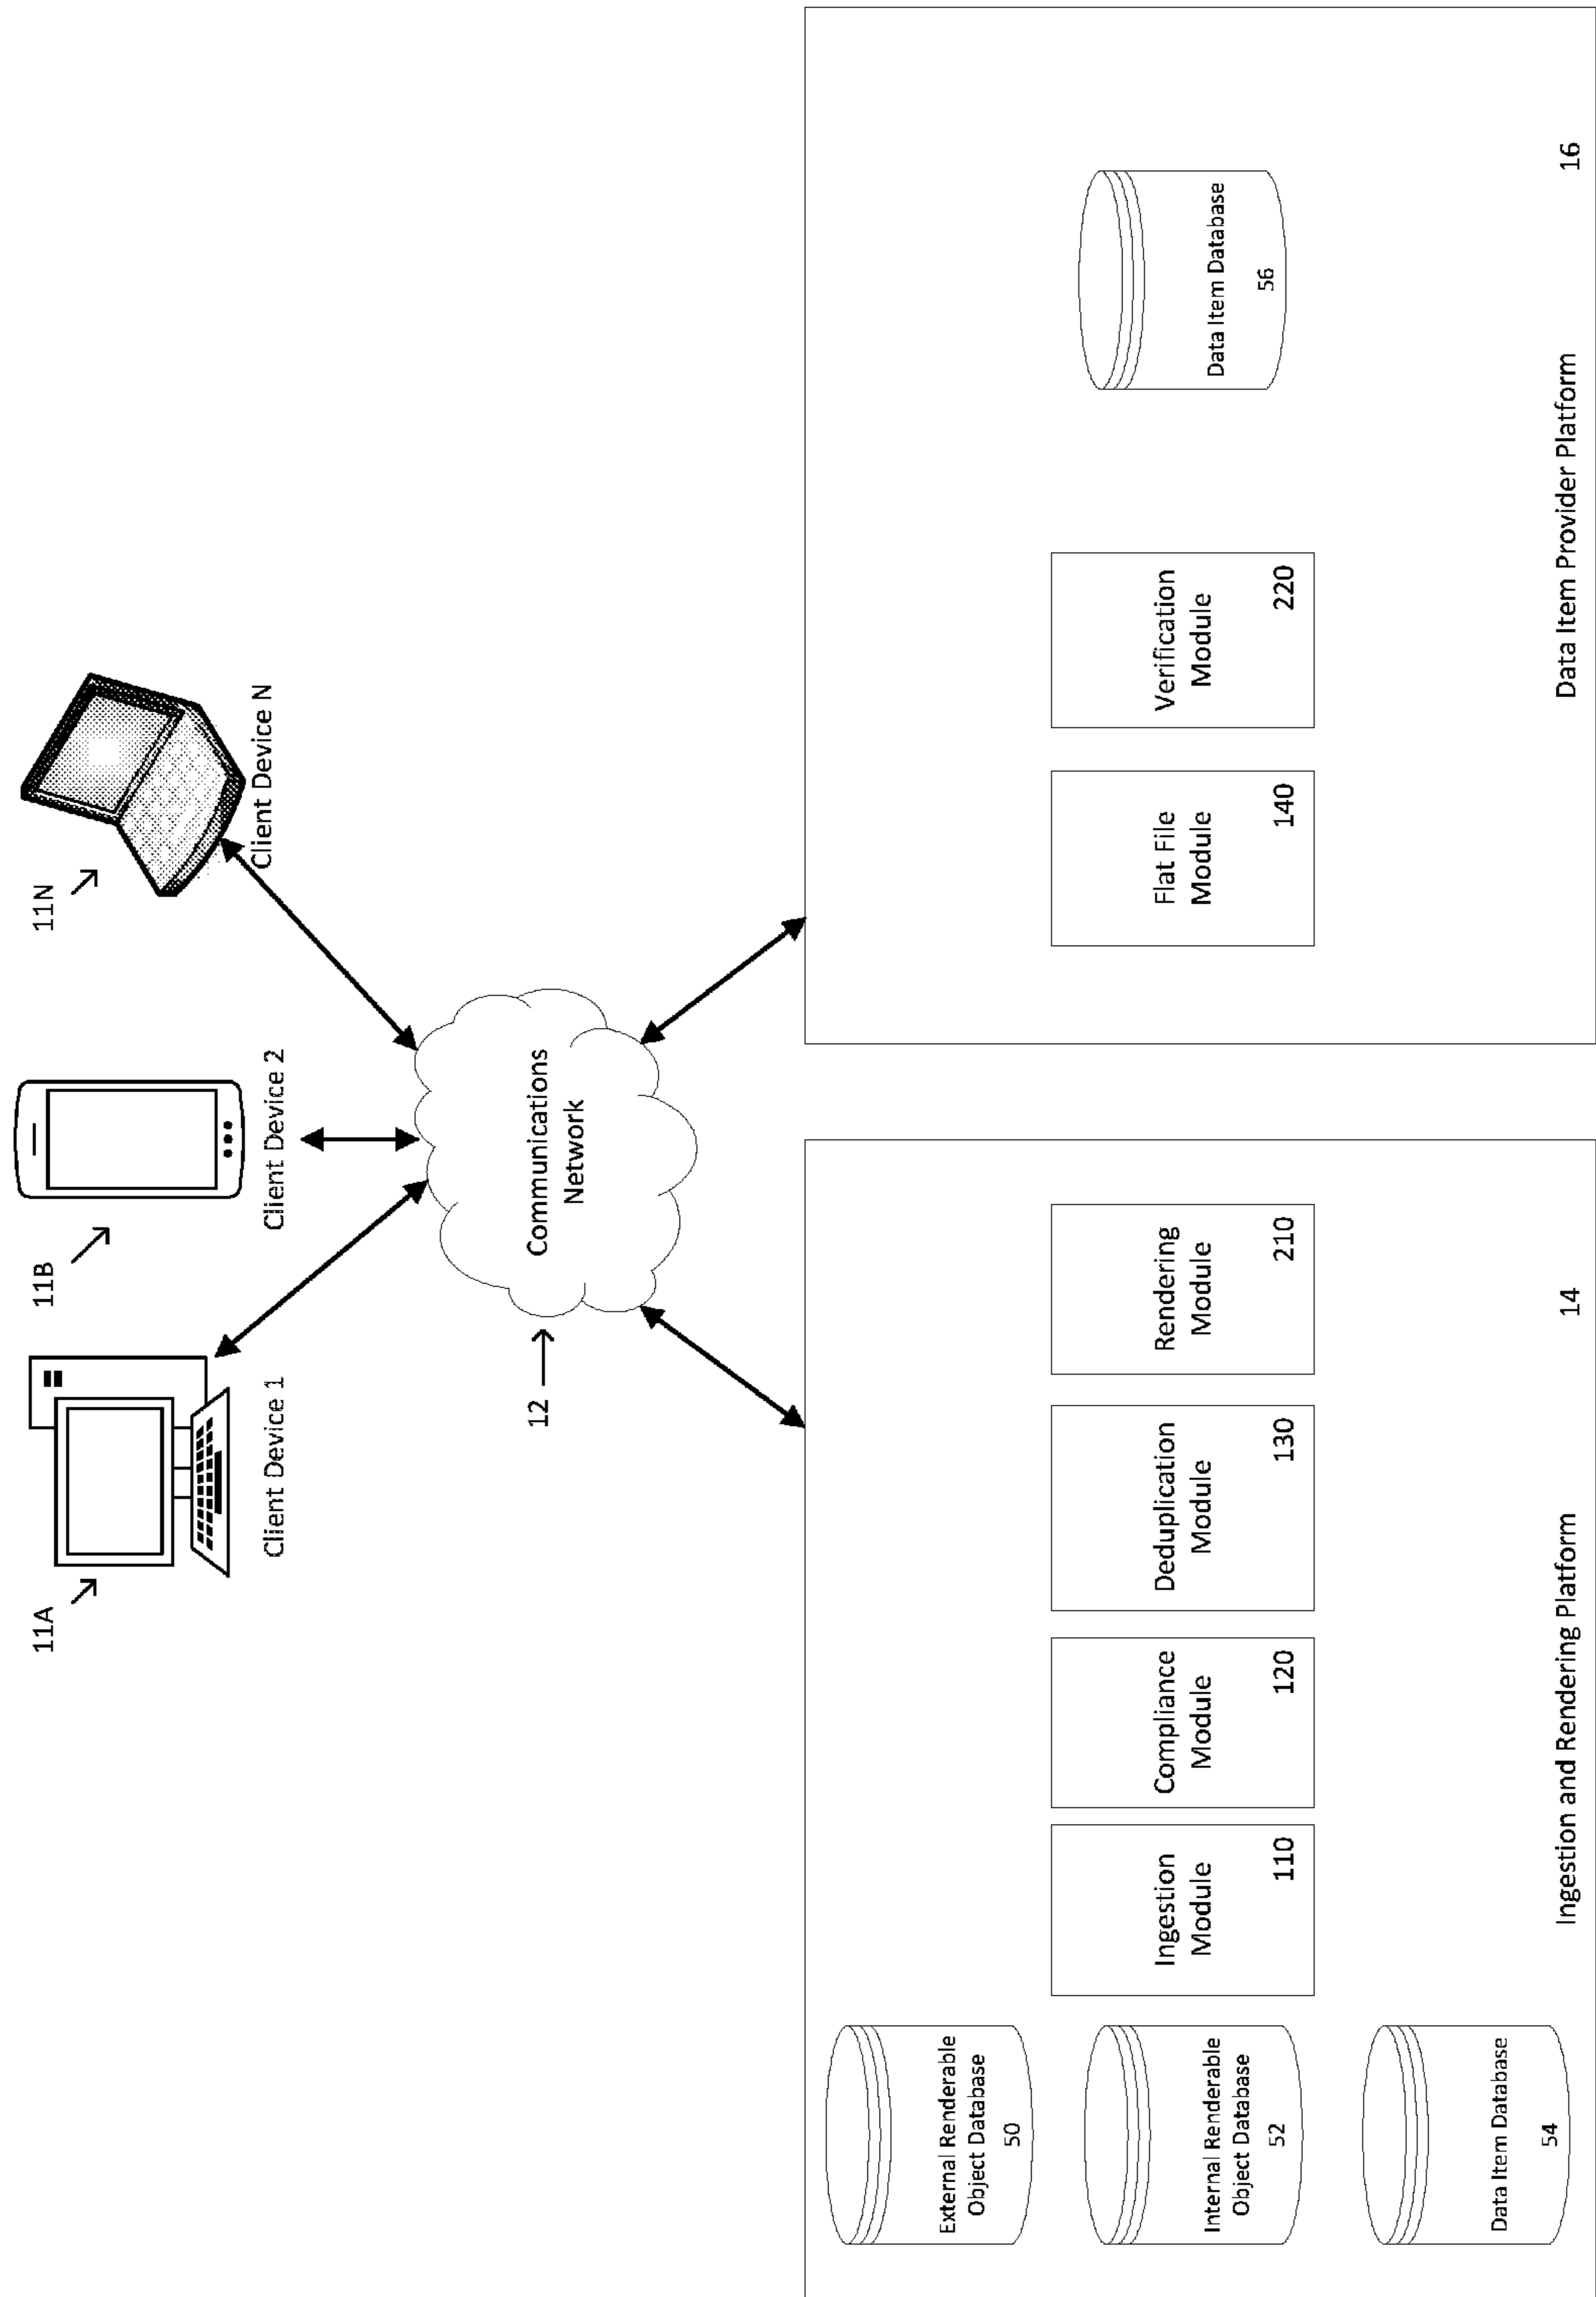 11A
11B
11N
Client Device 1
Client Device 2
Client Device N
12
Communications
Network
External Renderable
Object Database
50
Internal Renderable
Object Database
52
Data Item Database
54
Ingestion
Module
110
Compliance
Module
120
Deduplication
Module
130
Rendering
Module
210
Ingestion and Rendering Platform
14
Flat File
Module
140
Verification
Module
220
Data Item Database
56
Data Item Provider Platform
16